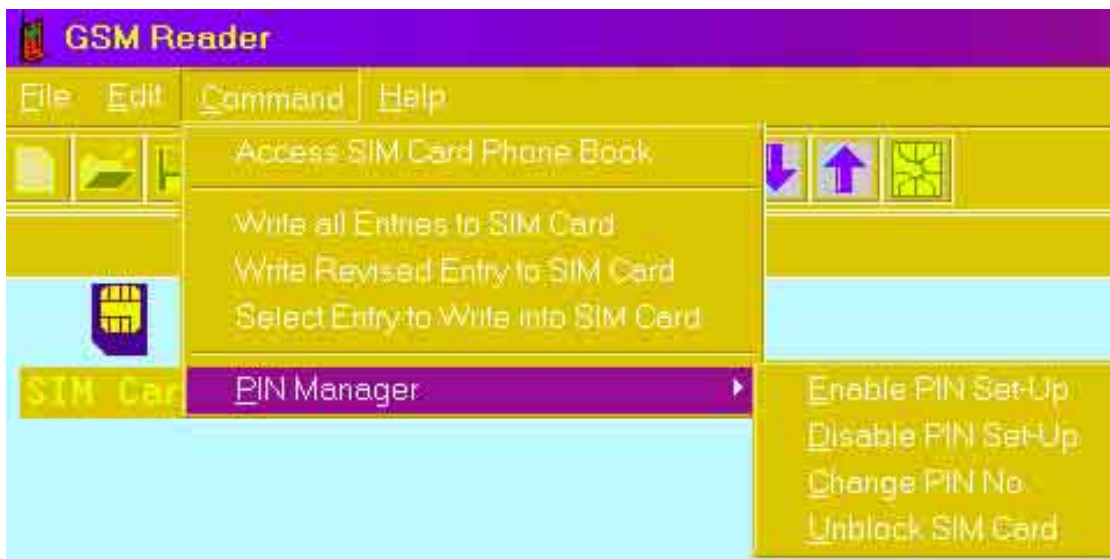 GSM Reader
File Edit Command Help
Access SIM Card Phone Book
Write all Entries to SIM Card
Write Revised Entry to SIM Card
Select Entry to Write into SIM Card
SIM Car
PIN Manager
Enable PIN Set-Up
Disable PIN Set-Up
Change PIN No.
Unblock SIM Card